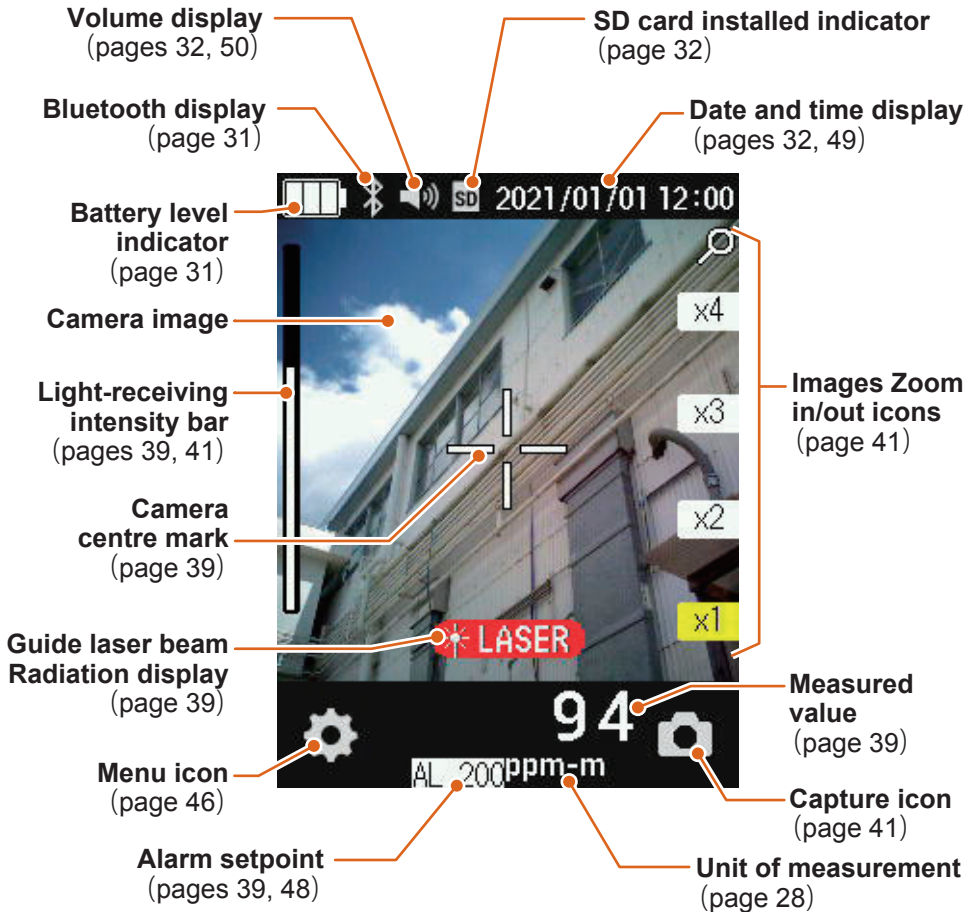 Volume display
(pages 32, 50)
SD card installed indicator
(page 32)
Bluetooth display
(page 31)
Date and time display
(pages 32, 49)
SD 2021/01/01 12:00
Battery level
indicator
(page 31)
Camera image
x4
Light-receiving
intensity bar
(pages 39, 41)
x3
Images Zoom
in/out icons
(page 41)
Camera
centre mark
(page 39)
x2
x1
Guide laser beam
Radiation display
(page 39)
LASER
Measured
value
(page 39)
94
Menu icon
(page 46)
AL 200 ppm-m
Capture icon
(page 41)
Alarm setpoint
(pages 39, 48)
Unit of measurement
(page 28)